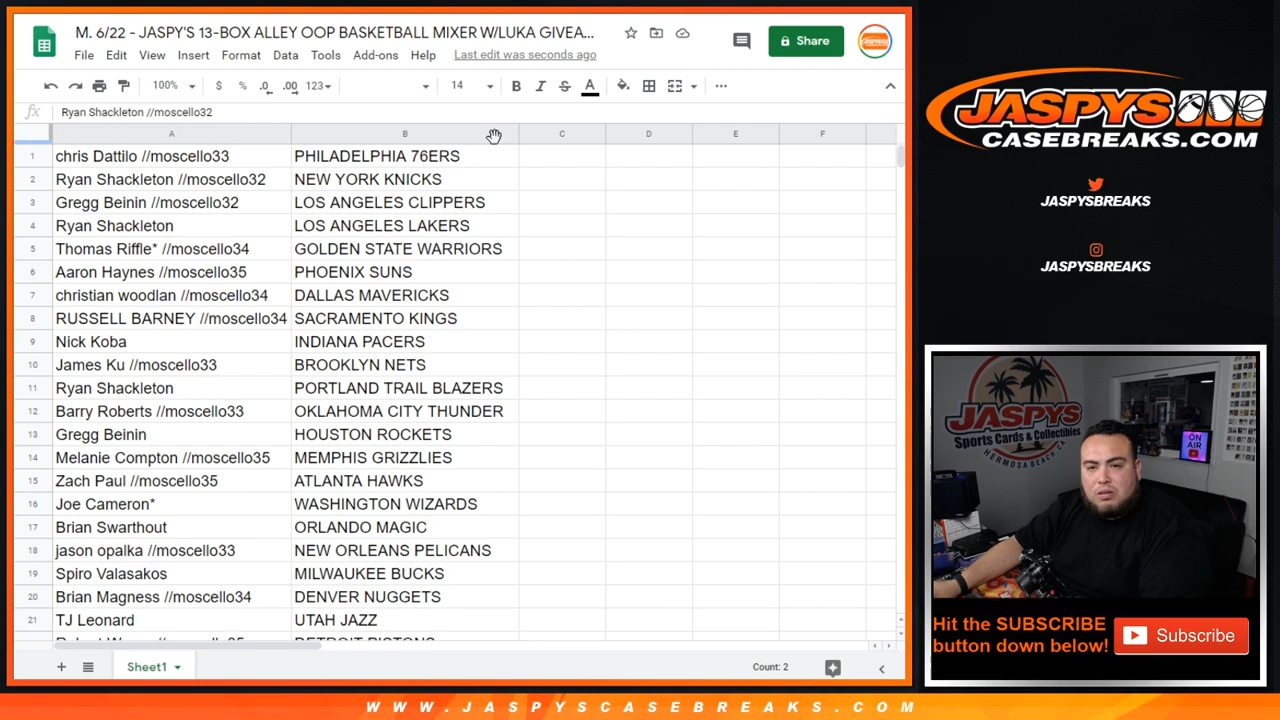 M. 6/22 - JASPY'S 13-BOX ALLEY OOP BASKETBALL MIXER W/LUKA GIVEA...
File Edit View Insert Format Data Tools Add-ons Help Last edit was seconds ago
Share
100% $ % .0 .00 123 14 B I S A
fx Ryan Shackleton //moscello32
A B C D E F
1 chris Dattilo //moscello33 PHILADELPHIA 76ERS
2 Ryan Shackleton //moscello32 NEW YORK KNICKS
3 Gregg Beinin //moscello32 LOS ANGELES CLIPPERS
4 Ryan Shackleton LOS ANGELES LAKERS
5 Thomas Riffle* //moscello34 GOLDEN STATE WARRIORS
6 Aaron Haynes //moscello35 PHOENIX SUNS
7 christian woodlan //moscello34 DALLAS MAVERICKS
8 RUSSELL BARNEY //moscello34 SACRAMENTO KINGS
9 Nick Koba INDIANA PACERS
10 James Ku //moscello33 BROOKLYN NETS
11 Ryan Shackleton PORTLAND TRAIL BLAZERS
12 Barry Roberts //moscello33 OKLAHOMA CITY THUNDER
13 Gregg Beinin HOUSTON ROCKETS
14 Melanie Compton //moscello35 MEMPHIS GRIZZLIES
15 Zach Paul //moscello35 ATLANTA HAWKS
16 Joe Cameron* WASHINGTON WIZARDS
17 Brian Swarthout ORLANDO MAGIC
18 jason opalka //moscello33 NEW ORLEANS PELICANS
19 Spiro Valasakos MILWAUKEE BUCKS
20 Brian Magness //moscello34 DENVER NUGGETS
21 TJ Leonard UTAH JAZZ
DETROIT PISTONS
Sheet1 Count: 2
JASPYS
CASEBREAKS.COM
JASPYSBREAKS
JASPYSBREAKS
JASPYS
Sports Cards & Collectibles
HERMOSA BEACH, CA
ON AIR
Hit the SUBSCRIBE
button down below!
Subscribe
WWW.JASPYSCASEBREAKS.COM